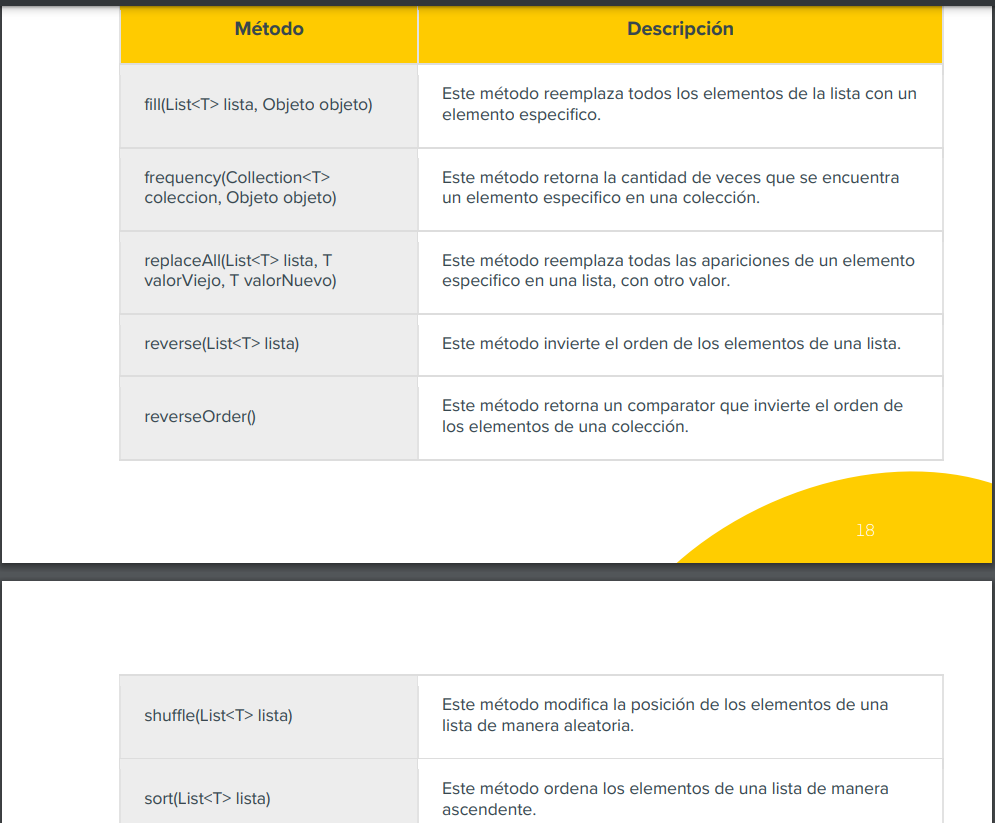 Método
Descripción
fill(List<T> lista, Objeto objeto)
Este método reemplaza todos los elementos de la lista con un
elemento especifico.
frequency(Collection<T>
coleccion, Objeto objeto)
Este método retorna la cantidad de veces que se encuentra
un elemento especifico en una colección.
replaceAll(List<T> lista, T
valorViejo, T valorNuevo)
Este método reemplaza todas las apariciones de un elemento
especifico en una lista, con otro valor.
reverse(List<T> lista)
Este método invierte el orden de los elementos de una lista.
reverseOrder()
Este método retorna un comparator que invierte el orden de
los elementos de una colección.
18
shuffle(List<T> lista)
Este método modifica la posición de los elementos de una
lista de manera aleatoria.
sort(List<T> lista)
Este método ordena los elementos de una lista de manera
ascendente.